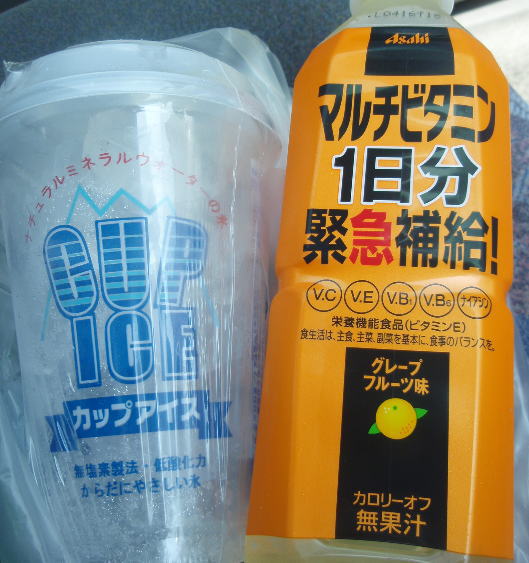 ナチュラルミネラルウォーターの氷
CUP
ICE
カップアイス
無塩素製法・低酸化力
からだにやさしい氷
Asahi
マルチビタミン
1日分
緊急補給!
V.C V.E V.B1 V.B6 ナイアシン
栄養機能食品(ビタミンE)
食生活は、主食、主菜、副菜を基本に、食事のバランスを。
グレープ
フルーツ味
カロリーオフ
無果汁